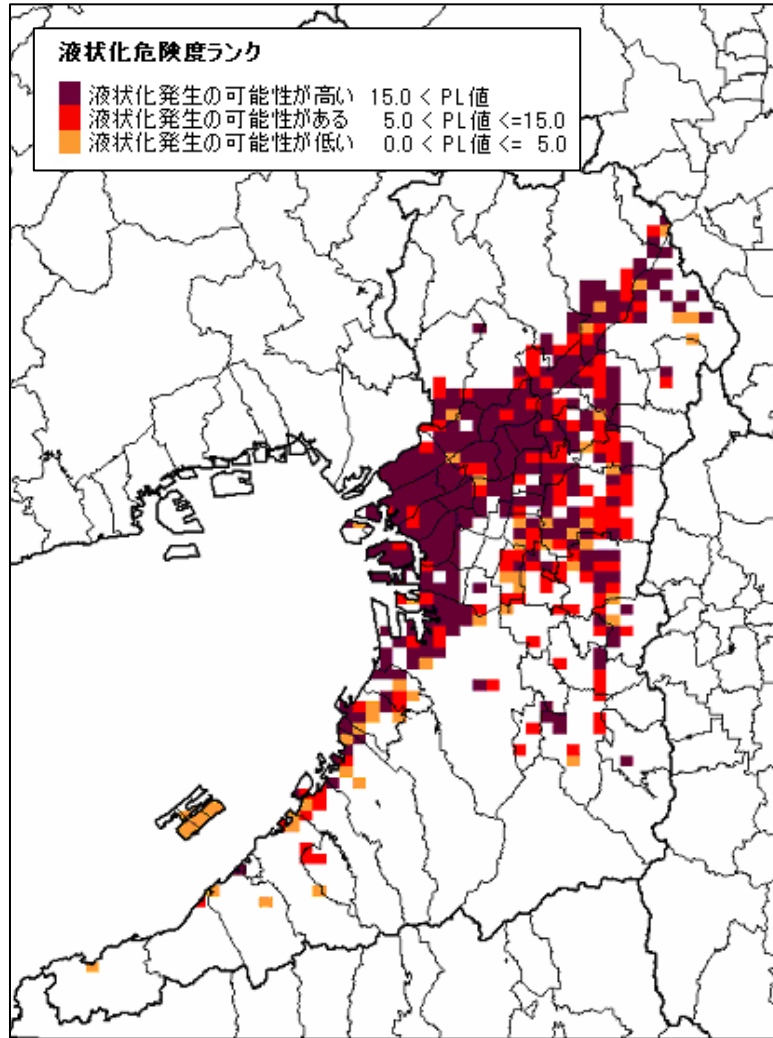 液状化危険度ランク
液状化発生の可能性が高い 15.0 < PL値
液状化発生の可能性がある 5.0 < PL値 <=15.0
液状化発生の可能性が低い 0.0 < PL値 <= 5.0